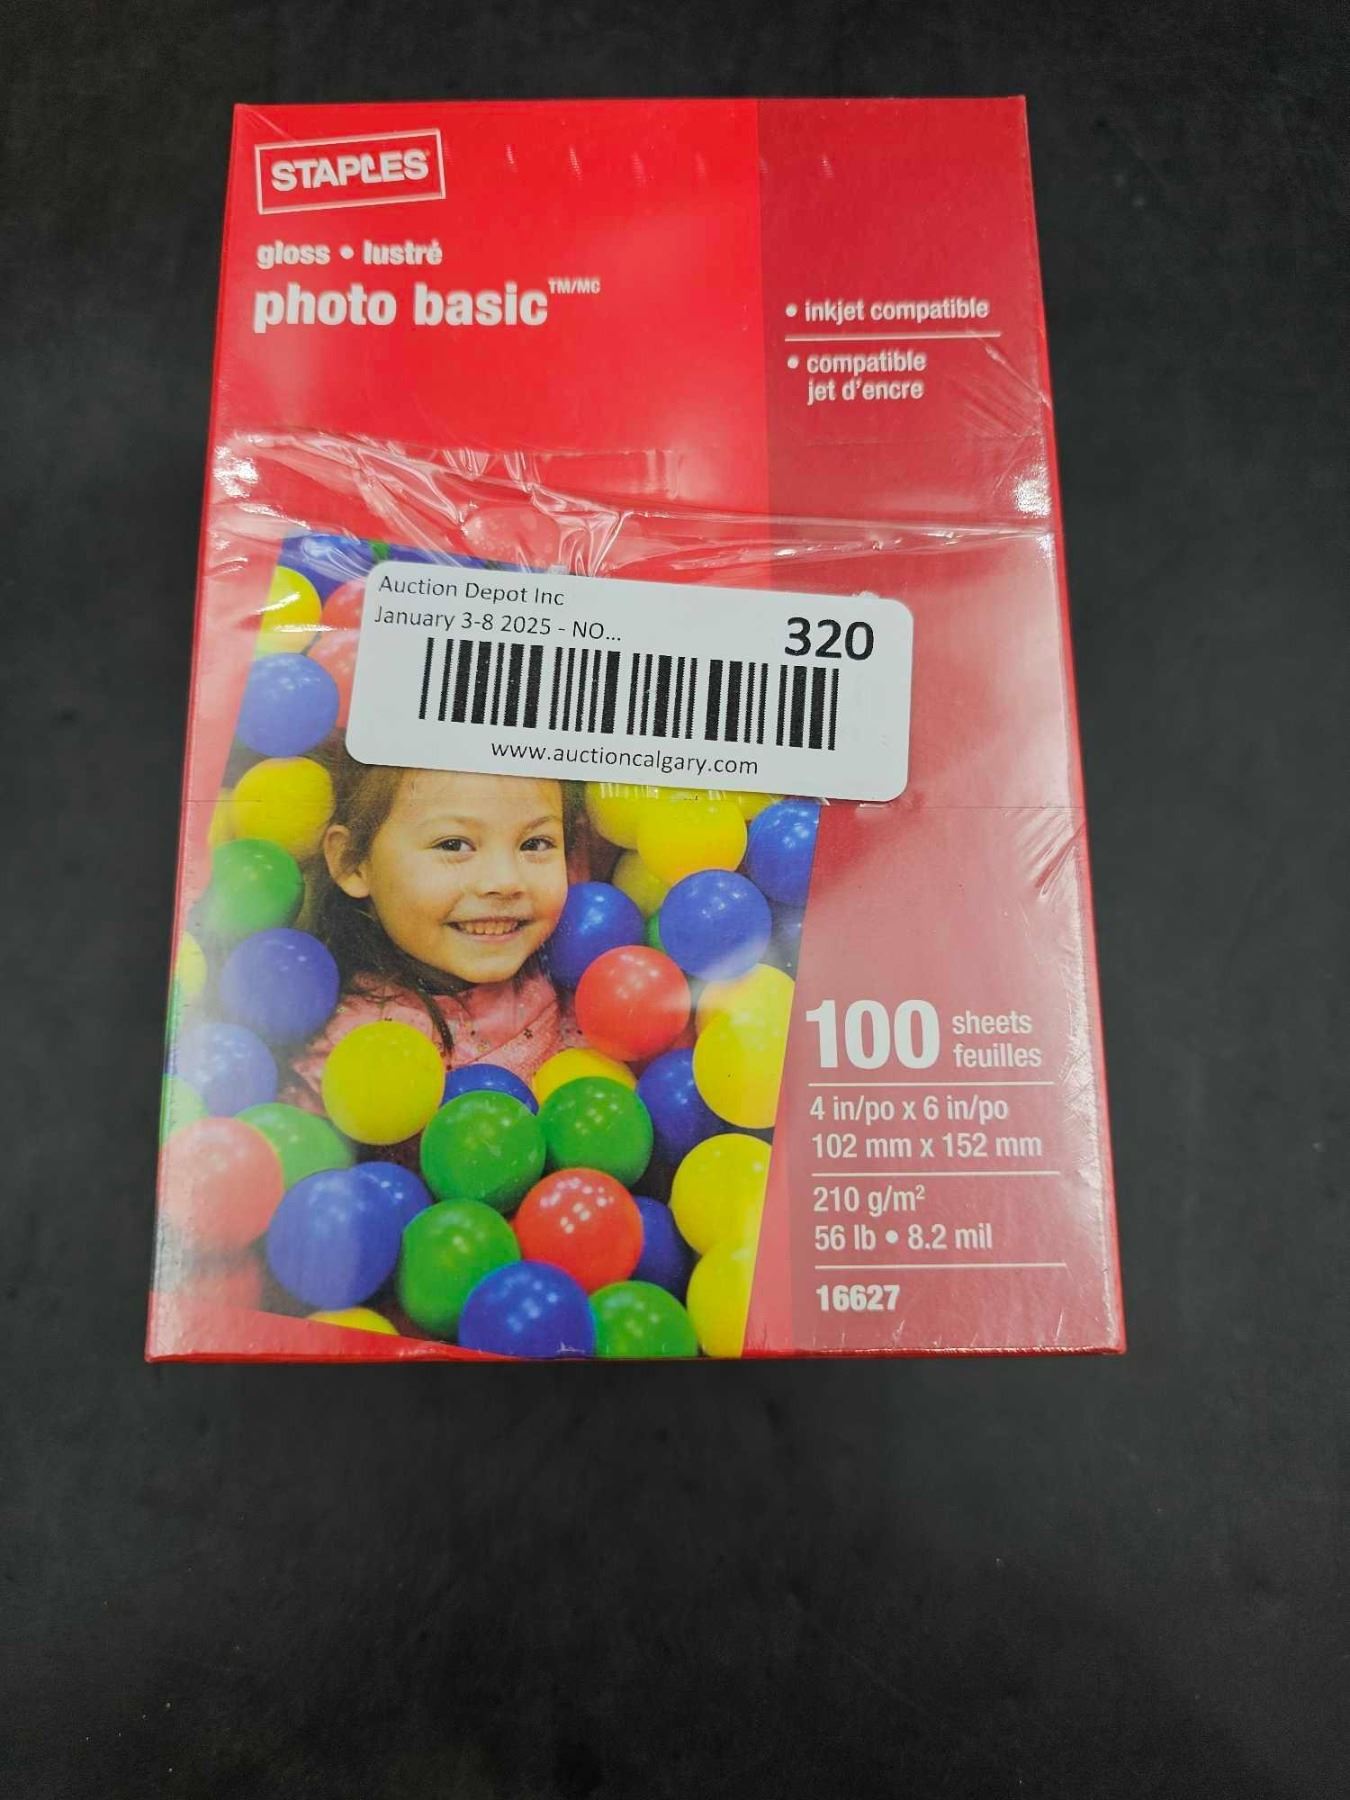 STAPLES
gloss • lustré
photo basic™/MC
• inkjet compatible
• compatible
jet d'encre
Auction Depot Inc
January 3-8 2025 - NO...
320
www.auctioncalgary.com
100 sheets
feuilles
4 in/po x 6 in/po
102 mm x 152 mm
210 g/m²
56 lb • 8.2 mil
16627